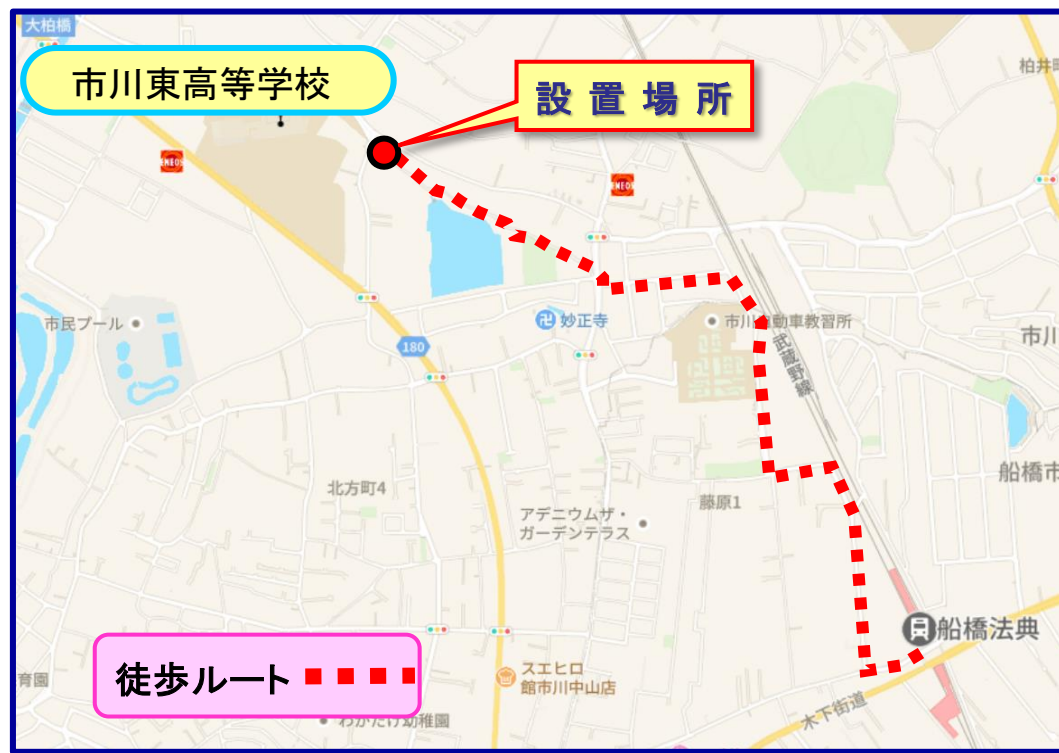 大柏橋
市川東高等学校
設置場所
柏井町
ENEOS
ENEOS
市民プール
妙正寺
市川自動車教習所
市川
180
武蔵野線
船橋市
北方町4
藤原1
アデニウムザ・
ガーデンテラス
船橋法典
徒歩ルート
育園
スエヒロ
館市川中山店
木下街道
わかたけ幼稚園